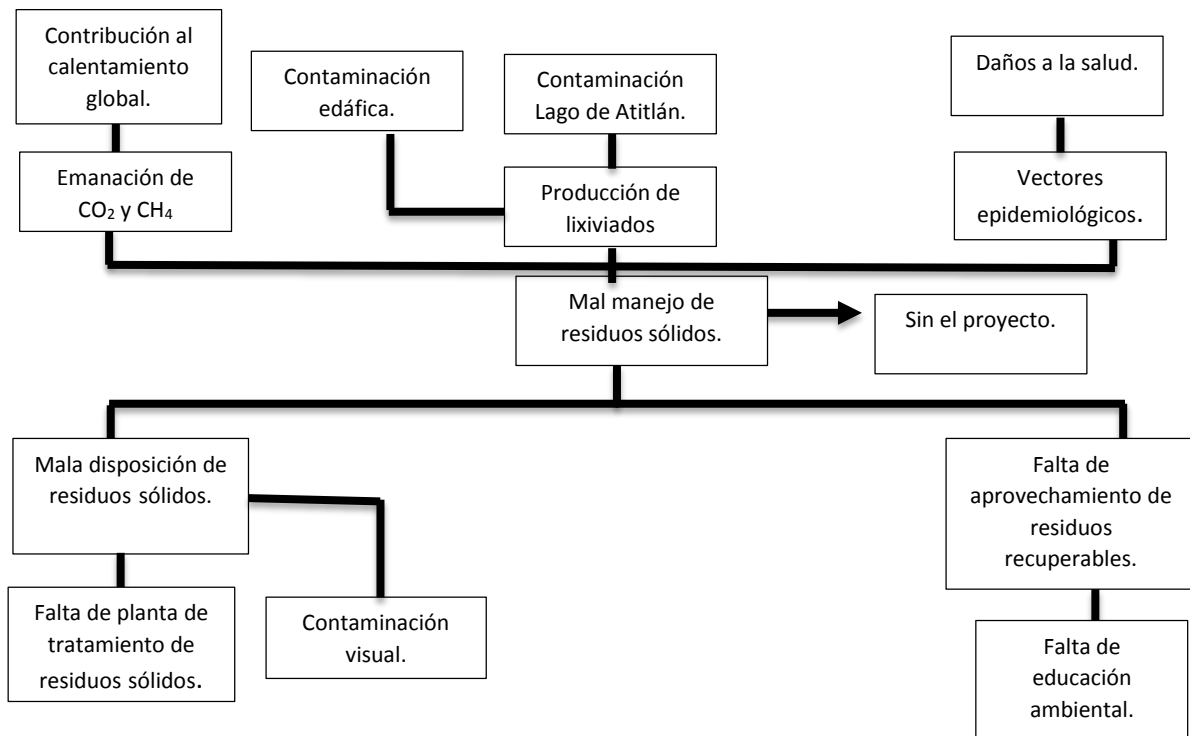 Contribución al
calentamiento
global.
Contaminación
edáfica.
Contaminación
Lago de Atitlán.
Daños a la salud.
Emanación de
CO₂ y CH₄
Producción de
lixiviados
Vectores
epidemiológicos.
Mal manejo de
residuos sólidos.
Sin el proyecto.
Mala disposición de
residuos sólidos.
Falta de
aprovechamiento de
residuos
recuperables.
Falta de planta de
tratamiento de
residuos sólidos.
Contaminación
visual.
Falta de
educación
ambiental.